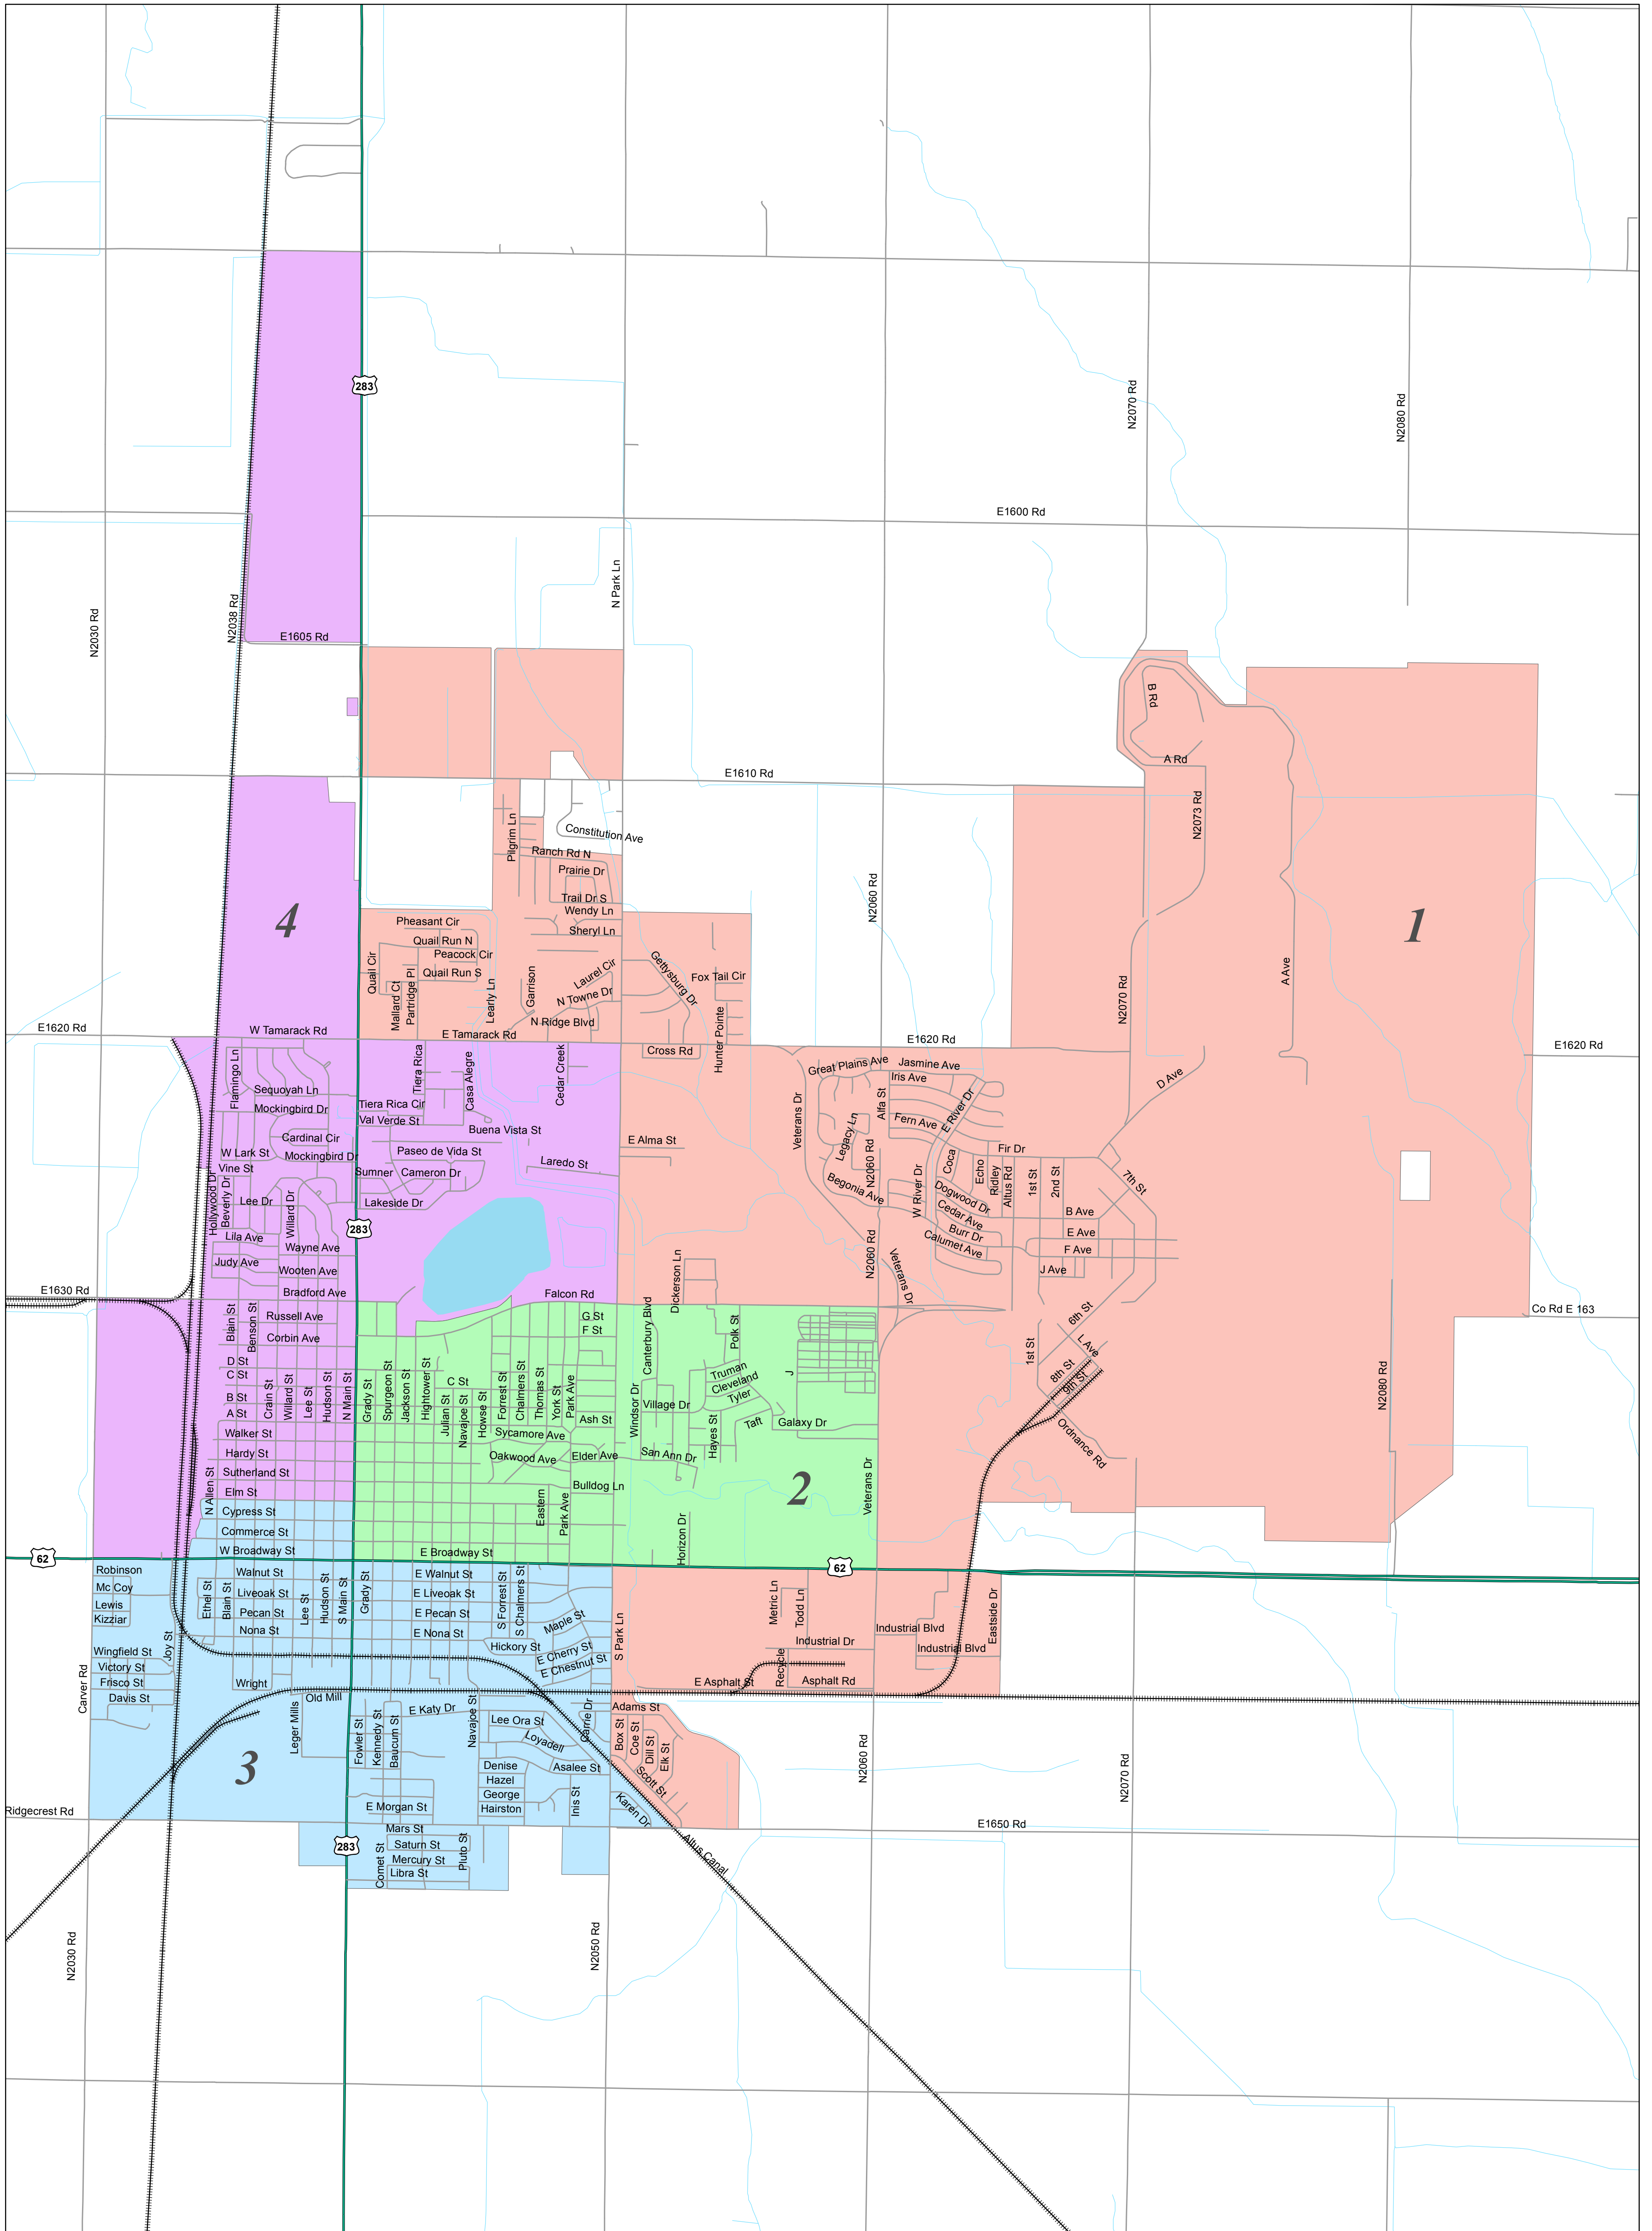 283
N2070 Rd
N2080 Rd
E1600 Rd
N Park Ln
N2030 Rd
N2038 Rd
E1605 Rd
B Rd
A Rd
E1610 Rd
N2073 Rd
Pilgrim Ln
Constitution Ave
Ranch Rd N
Prairie Dr
Trail Dr S
Wendy Ln
Sheryl Ln
N2060 Rd
4
1
Pheasant Cir
Quail Run N
Peacock Cir
Quail Run S
Quail Cir
Mallard Ct
Partridge Pl
Learly Ln
Garrison
Laurel Cir
N Towne Dr
N Ridge Blvd
Gettysburg Dr
Fox Tail Cir
Hunter Pointe
N2070 Rd
A Ave
E1620 Rd
W Tamarack Rd
E Tamarack Rd
Cross Rd
E1620 Rd
E1620 Rd
Flamingo Ln
Sequoyah Ln
Mockingbird Dr
Cardinal Cir
Mockingbird Dr
W Lark St
Vine St
Hollywood Dr
Beverly Dr
Lee Dr
Willard Dr
Lila Ave
Wayne Ave
Judy Ave
Wooten Ave
Bradford Ave
Tiera Rica
Tiera Rica Cir
Casa Alegre
Val Verde St
Buena Vista St
Paseo de Vida St
Sumner
Cameron Dr
Lakeside Dr
Cedar Creek
Laredo St
283
E Alma St
Great Plains Ave
Jasmine Ave
Iris Ave
Alfa St
Fern Ave
E River Dr
Veterans Dr
Legacy Ln
N2060 Rd
Begonia Ave
W River Dr
Coca
Echo
Ridley
Altus Rd
Fir Dr
1st St
2nd St
Dogwood Dr
Cedar Ave
Burr Dr
Calumet Ave
B Ave
E Ave
F Ave
J Ave
D Ave
7th St
N2060 Rd
Veterans Dr
Dickerson Ln
E1630 Rd
Falcon Rd
Co Rd E 163
6th St
L Ave
8th St
9th St
1st St
Ordnance Rd
N2080 Rd
Blair St
Benson St
Russell Ave
Corbin Ave
D St
C St
B St
A St
Crain St
Willard St
Lee St
Hudson St
N Main St
Walker St
Hardy St
Sutherland St
Elm St
N Allen St
Cypress St
Commerce St
W Broadway St
Grady St
Spurgeon St
Jackson St
Hightower St
C St
Julian St
Navajoe St
Howse St
Forrest St
Chalmers St
Thomas St
York St
Park Ave
G St
F St
Ash St
Sycamore Ave
Oakwood Ave
Elder Ave
Bulldog Ln
Eastern
Park Ave
E Broadway St
Canterbury Blvd
Windsor Dr
Village Dr
San Ann Dr
Hayes St
Polk St
Truman
Cleveland
Tyler
Taft
J
Galaxy Dr
2
Veterans Dr
Horizon Dr
62
62
Robinson
Mc Coy
Lewis
Kizziar
Wingfield St
Victory St
Frisco St
Davis St
Joy St
Carver Rd
Walnut St
Liveoak St
Pecan St
Nona St
Ethel St
Blain St
Lee St
Hudson St
S Main St
Grady St
E Walnut St
E Liveoak St
E Pecan St
E Nona St
S Forrest St
S Chalmers St
Maple St
Hickory St
E Cherry St
E Chestnut St
S Park Ln
Metric Ln
Todd Ln
Industrial Dr
Industrial Blvd
Industrial Blvd
Eastside Dr
Recycle
E Asphalt St
Asphalt Rd
Wright
Old Mill
Leger Mills
Fowler St
Kennedy St
Baucum St
E Katy Dr
Navajoe St
Lee Ora St
Loyadell
Carrie Dr
Asalee St
Denise
Hazel
George
Hairston
Inis St
Adams St
Box St
Coe St
Dill St
Elk St
Scott St
Karen Dr
3
E Morgan St
Ridgecrest Rd
Mars St
Saturn St
Mercury St
Libra St
Comet St
Pluto St
283
Altus Canal
E1650 Rd
N2060 Rd
N2070 Rd
N2030 Rd
N2050 Rd